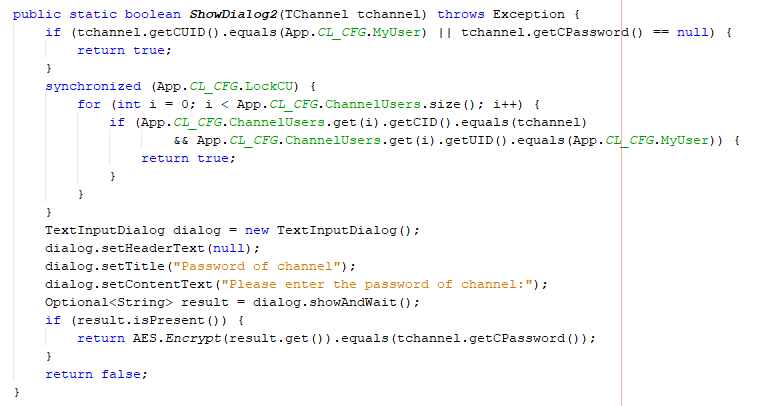 public static boolean ShowDialog2(TChannel tchannel) throws Exception {
    if (tchannel.getCUID().equals(App.CL_CFG.MyUser) || tchannel.getCPassword() == null) {
        return true;
    }
    synchronized (App.CL_CFG.LockCU) {
        for (int i = 0; i < App.CL_CFG.ChannelUsers.size(); i++) {
            if (App.CL_CFG.ChannelUsers.get(i).getCID().equals(tchannel)
                    && App.CL_CFG.ChannelUsers.get(i).getUID().equals(App.CL_CFG.MyUser)) {
                return true;
            }
        }
    }
    TextInputDialog dialog = new TextInputDialog();
    dialog.setHeaderText(null);
    dialog.setTitle("Password of channel");
    dialog.setContentText("Please enter the password of channel:");
    Optional<String> result = dialog.showAndWait();
    if (result.isPresent()) {
        return AES.Encrypt(result.get()).equals(tchannel.getCPassword());
    }
    return false;
}